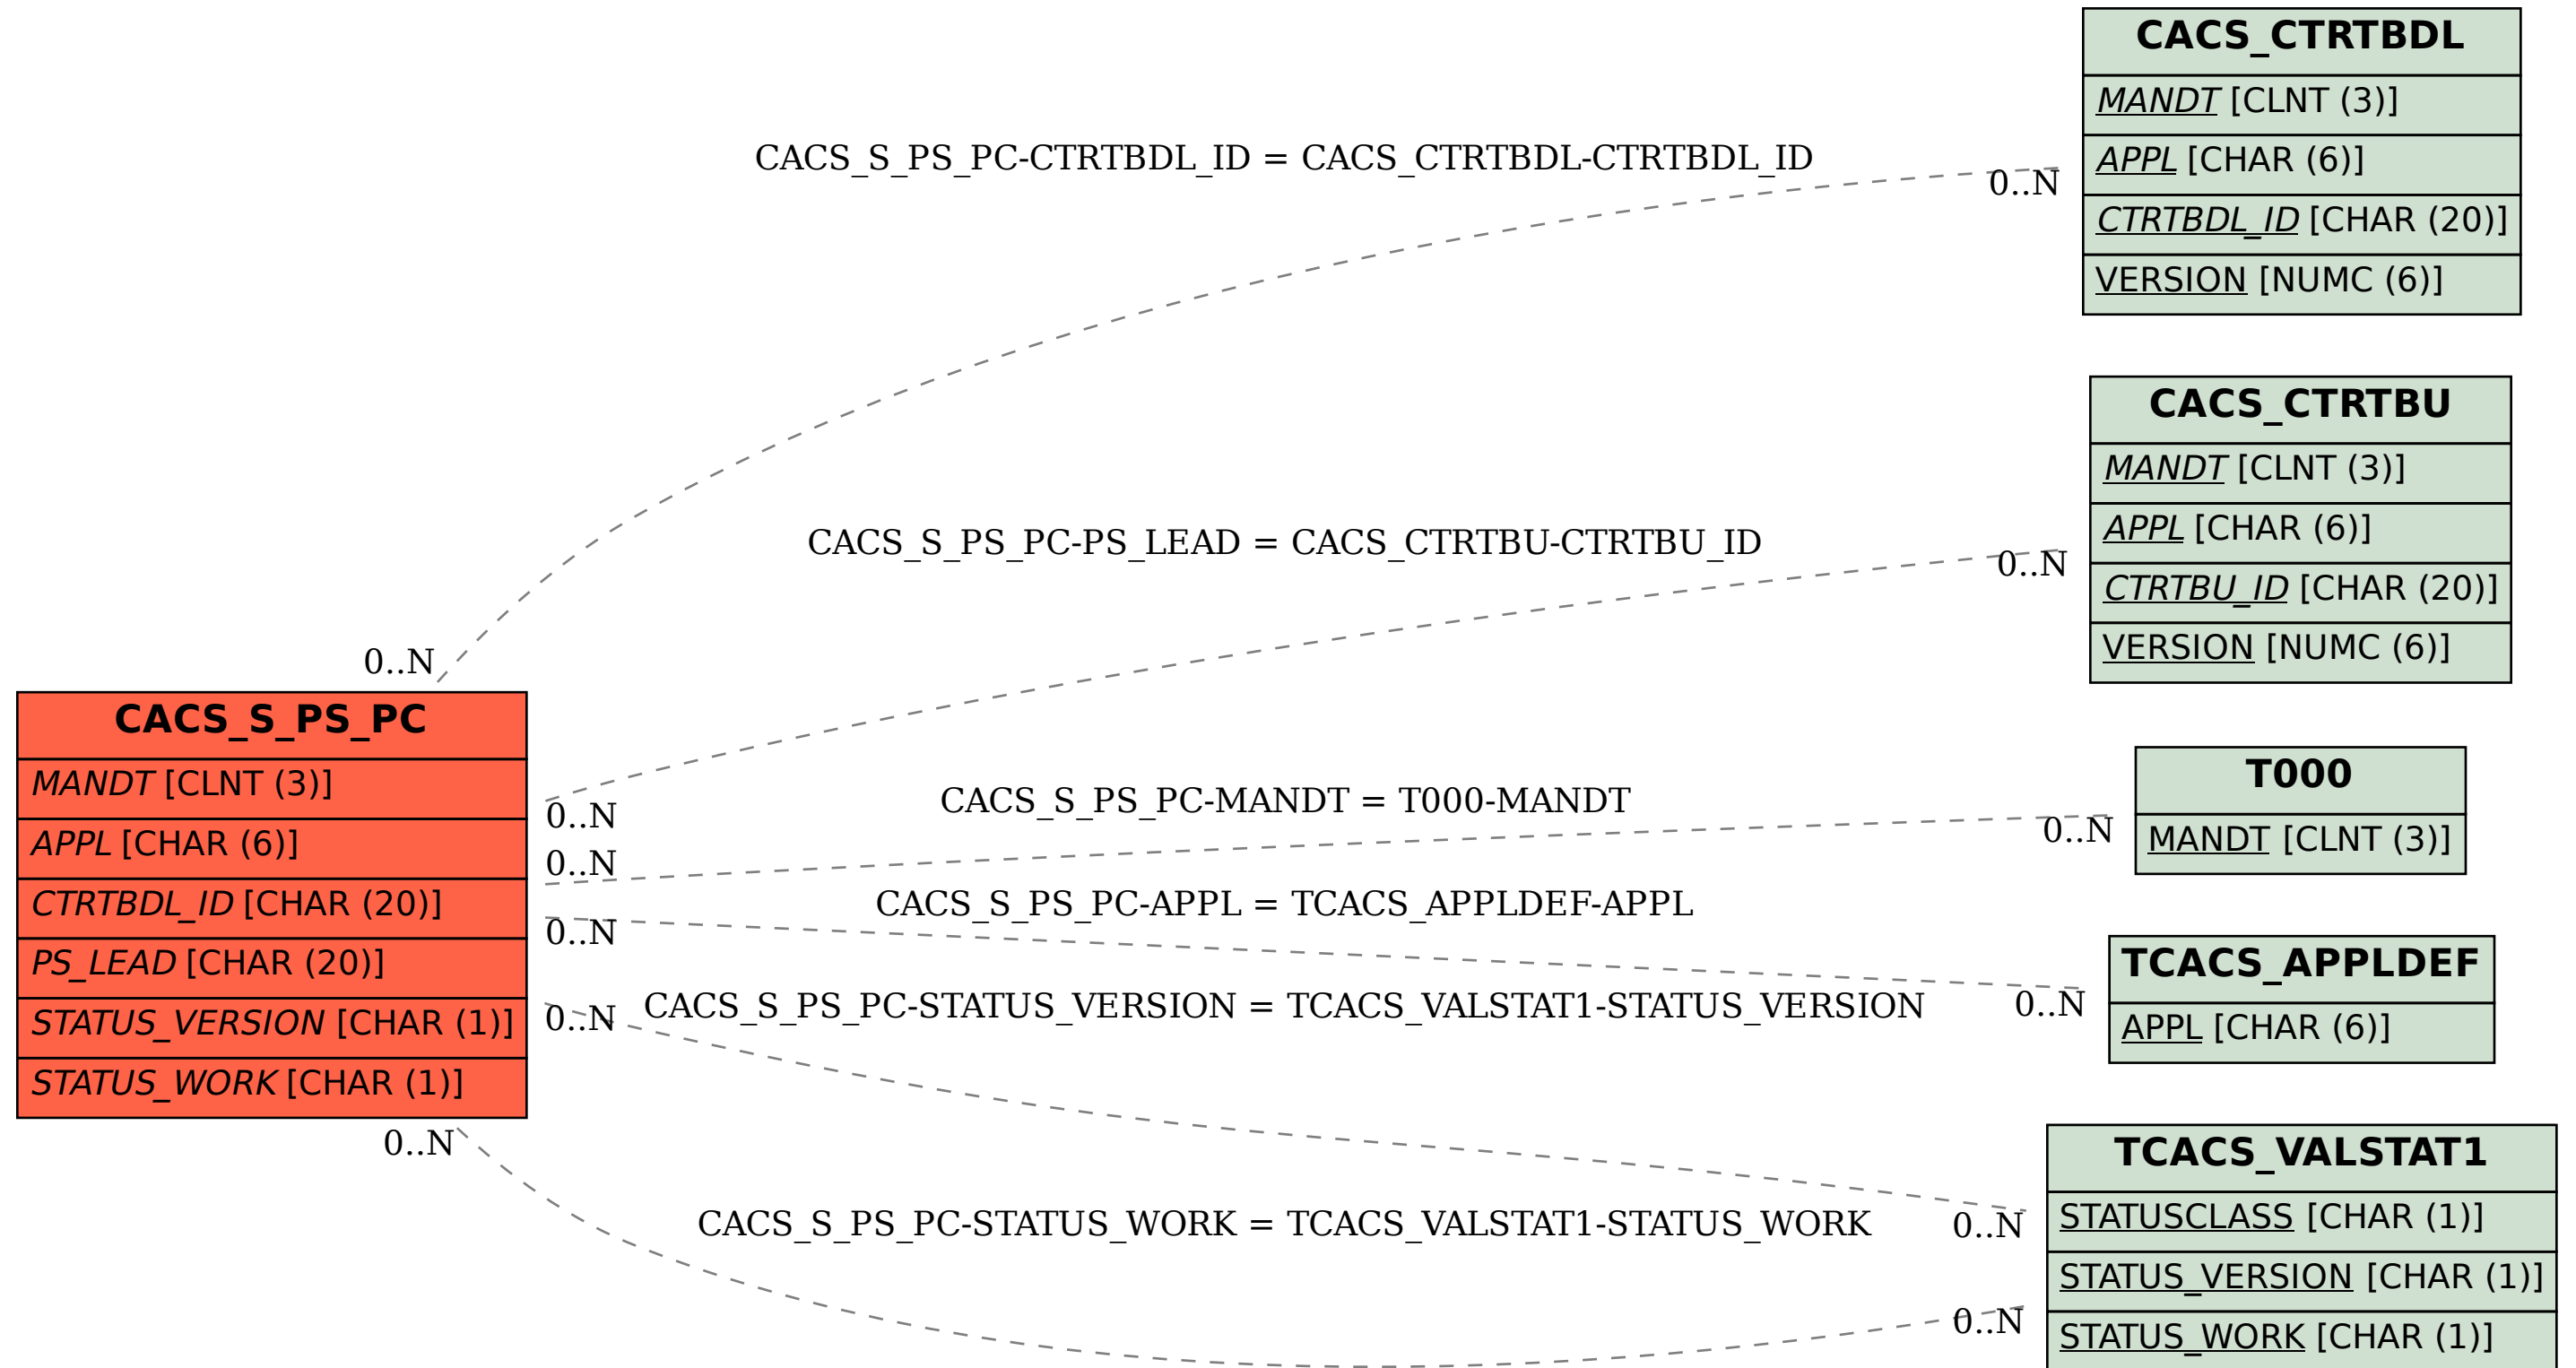 CACS_CTRTBDL
MANDT [CLNT (3)]
APPL [CHAR (6)]
CTRTBDL_ID [CHAR (20)]
VERSION [NUMC (6)]
CACS_S_PS_PC-CTRTBDL_ID = CACS_CTRTBDL-CTRTBDL_ID
0..N
0..N
CACS_CTRTBU
MANDT [CLNT (3)]
APPL [CHAR (6)]
CTRTBU_ID [CHAR (20)]
VERSION [NUMC (6)]
CACS_S_PS_PC-PS_LEAD = CACS_CTRTBU-CTRTBU_ID
0..N
0..N
CACS_S_PS_PC
MANDT [CLNT (3)]
APPL [CHAR (6)]
CTRTBDL_ID [CHAR (20)]
PS_LEAD [CHAR (20)]
STATUS_VERSION [CHAR (1)]
STATUS_WORK [CHAR (1)]
CACS_S_PS_PC-MANDT = T000-MANDT
0..N
0..N
T000
MANDT [CLNT (3)]
CACS_S_PS_PC-APPL = TCACS_APPLDEF-APPL
0..N
0..N
TCACS_APPLDEF
APPL [CHAR (6)]
CACS_S_PS_PC-STATUS_VERSION = TCACS_VALSTAT1-STATUS_VERSION
0..N
0..N
CACS_S_PS_PC-STATUS_WORK = TCACS_VALSTAT1-STATUS_WORK
0..N
0..N
TCACS_VALSTAT1
STATUSCLASS [CHAR (1)]
STATUS_VERSION [CHAR (1)]
STATUS_WORK [CHAR (1)]